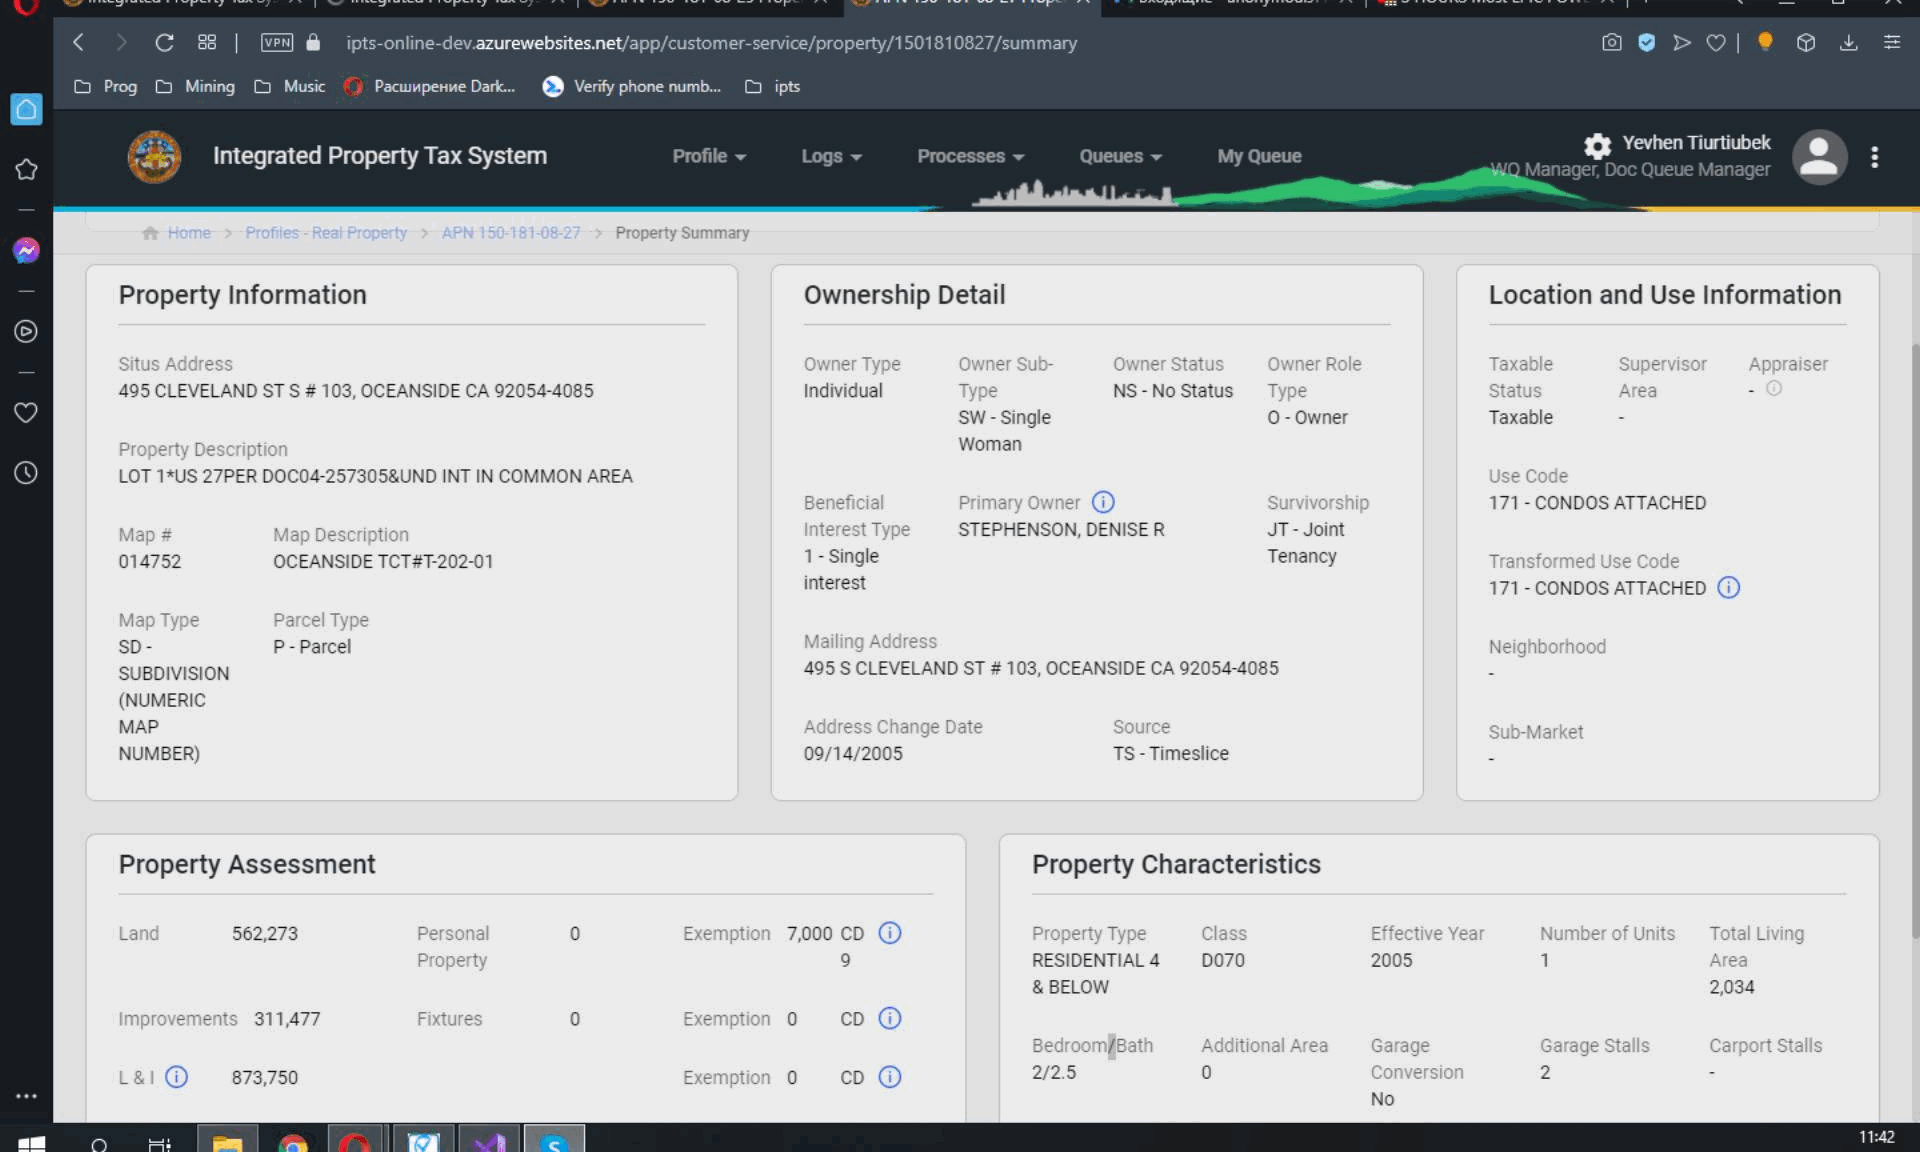 Integrated Property Tax Sy
Integrated Property Tax Sy
VPN
ipts-online-dev.azurewebsites.net/app/customer-service/property/1501810827/summary
Prog
Mining
Music
Расширение Dark...
Verify phone numb...
ipts
Integrated Property Tax System
Profile
Logs
Processes
Queues
My Queue
Yevhen Tiurtiubek
WQ Manager, Doc Queue Manager
Home > Profiles - Real Property > APN 150-181-08-27 > Property Summary
Property Information
Situs Address
495 CLEVELAND ST S # 103, OCEANSIDE CA 92054-4085
Property Description
LOT 1*US 27PER DOC04-257305&UND INT IN COMMON AREA
Map #
014752
Map Description
OCEANSIDE TCT#T-202-01
Map Type
SD -
SUBDIVISION
(NUMERIC
MAP
NUMBER)
Parcel Type
P - Parcel
Ownership Detail
Owner Type
Individual
Owner Sub-
Type
SW - Single
Woman
Owner Status
NS - No Status
Owner Role
Type
O - Owner
Beneficial
Interest Type
1 - Single
interest
Primary Owner
STEPHENSON, DENISE R
Survivorship
JT - Joint
Tenancy
Mailing Address
495 S CLEVELAND ST # 103, OCEANSIDE CA 92054-4085
Address Change Date
09/14/2005
Source
TS - Timeslice
Location and Use Information
Taxable
Status
Taxable
Supervisor
Area
-
Appraiser
-
Use Code
171 - CONDOS ATTACHED
Transformed Use Code
171 - CONDOS ATTACHED
Neighborhood
-
Sub-Market
-
Property Assessment
Land 562,273
Personal
Property
0
Exemption 7,000 CD
9
Improvements 311,477
Fixtures 0
Exemption 0 CD
L & I 873,750
Exemption 0 CD
Property Characteristics
Property Type
RESIDENTIAL 4
& BELOW
Class
D070
Effective Year
2005
Number of Units
1
Total Living
Area
2,034
Bedroom/Bath
2/2.5
Additional Area
0
Garage
Conversion
No
Garage Stalls
2
Carport Stalls
-
11:42